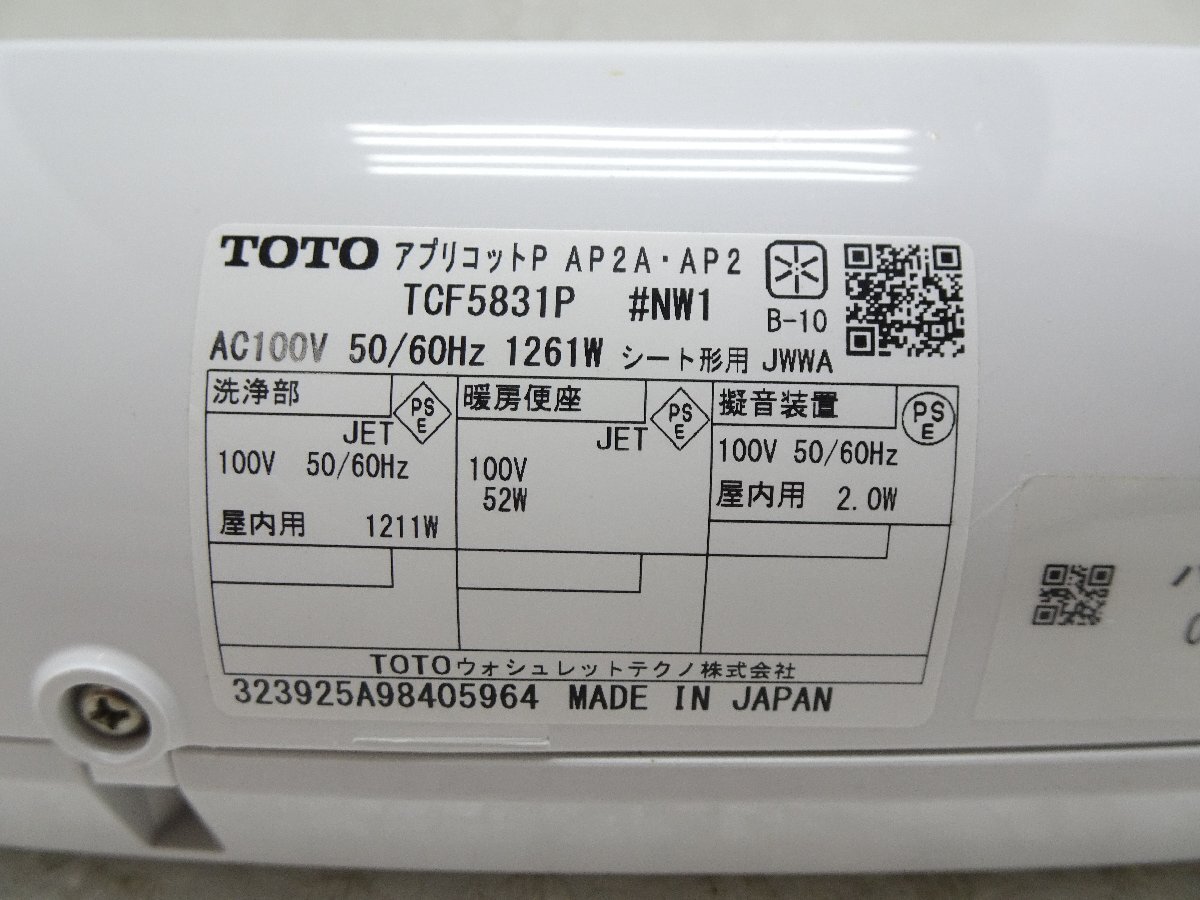 TOTO アプリコットP AP2A・AP2
TCF5831P #NW1
B-10
AC100V 50/60Hz 1261W シート形用 JWWA
洗浄部
PS
E
JET
100V 50/60Hz
屋内用 1211W
暖房便座
PS
E
JET
100V
52W
擬音装置
PS
E
100V 50/60Hz
屋内用 2.0W
TOTOウォシュレットテクノ株式会社
323925A98405964 MADE IN JAPAN